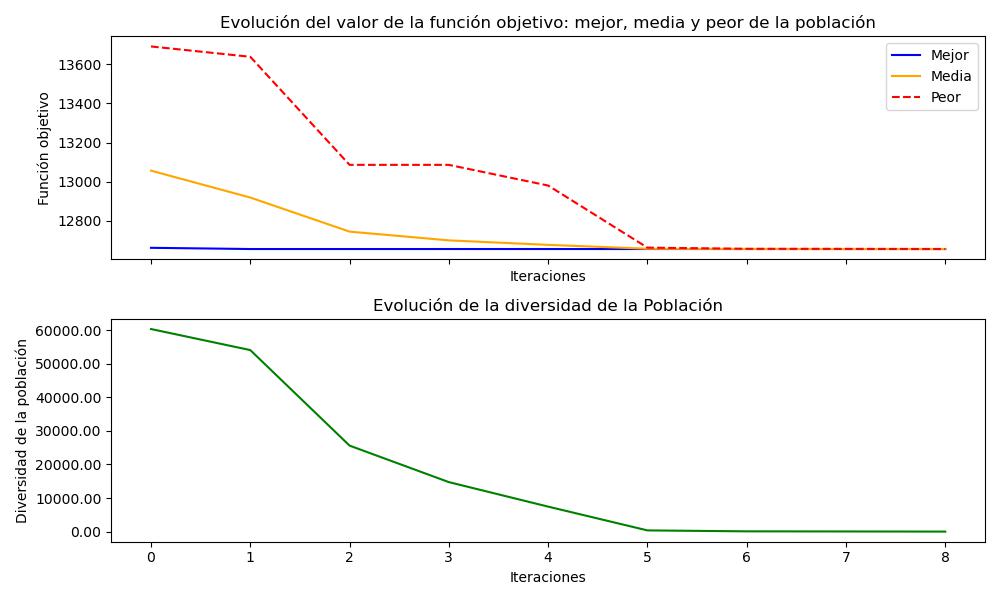 Evolución del valor de la función objetivo: mejor, media y peor de la población
Función objetivo
13600
13400
13200
13000
12800
Mejor
Media
Peor
Iteraciones
Evolución de la diversidad de la Población
Diversidad de la población
60000.00
50000.00
40000.00
30000.00
20000.00
10000.00
0.00
0 1 2 3 4 5 6 7 8
Iteraciones